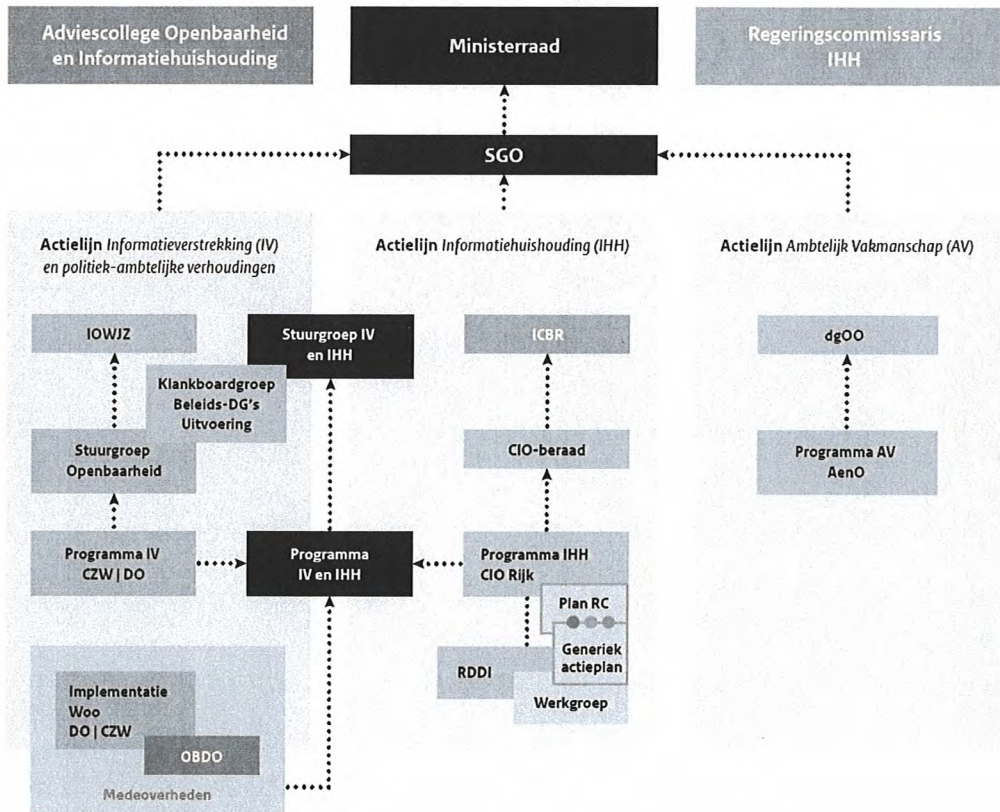 Adviescollege Openbaarheid
en Informatiehuishouding
Ministerraad
Regeringscommissaris
IHH
SGO
Actielijn Informatieverstrekking (IV)
en politiek-ambtelijke verhoudingen
Actielijn Informatiehuishouding (IHH)
Actielijn Ambtelijk Vakmanschap (AV)
IOWJZ
Stuurgroep IV
en IHH
ICBR
dgOO
Klankboardgroep
Beleids-DG's
Uitvoering
Stuurgroep
Openbaarheid
CIO-beraad
Programma AV
AenO
Programma IV
CZW | DO
Programma
IV en IHH
Programma IHH
CIO Rijk
Plan RC
Generiek
actieplan
RDDI
Werkgroep
Implementatie
Woo
DO | CZW
OBDO
Medeoverheden